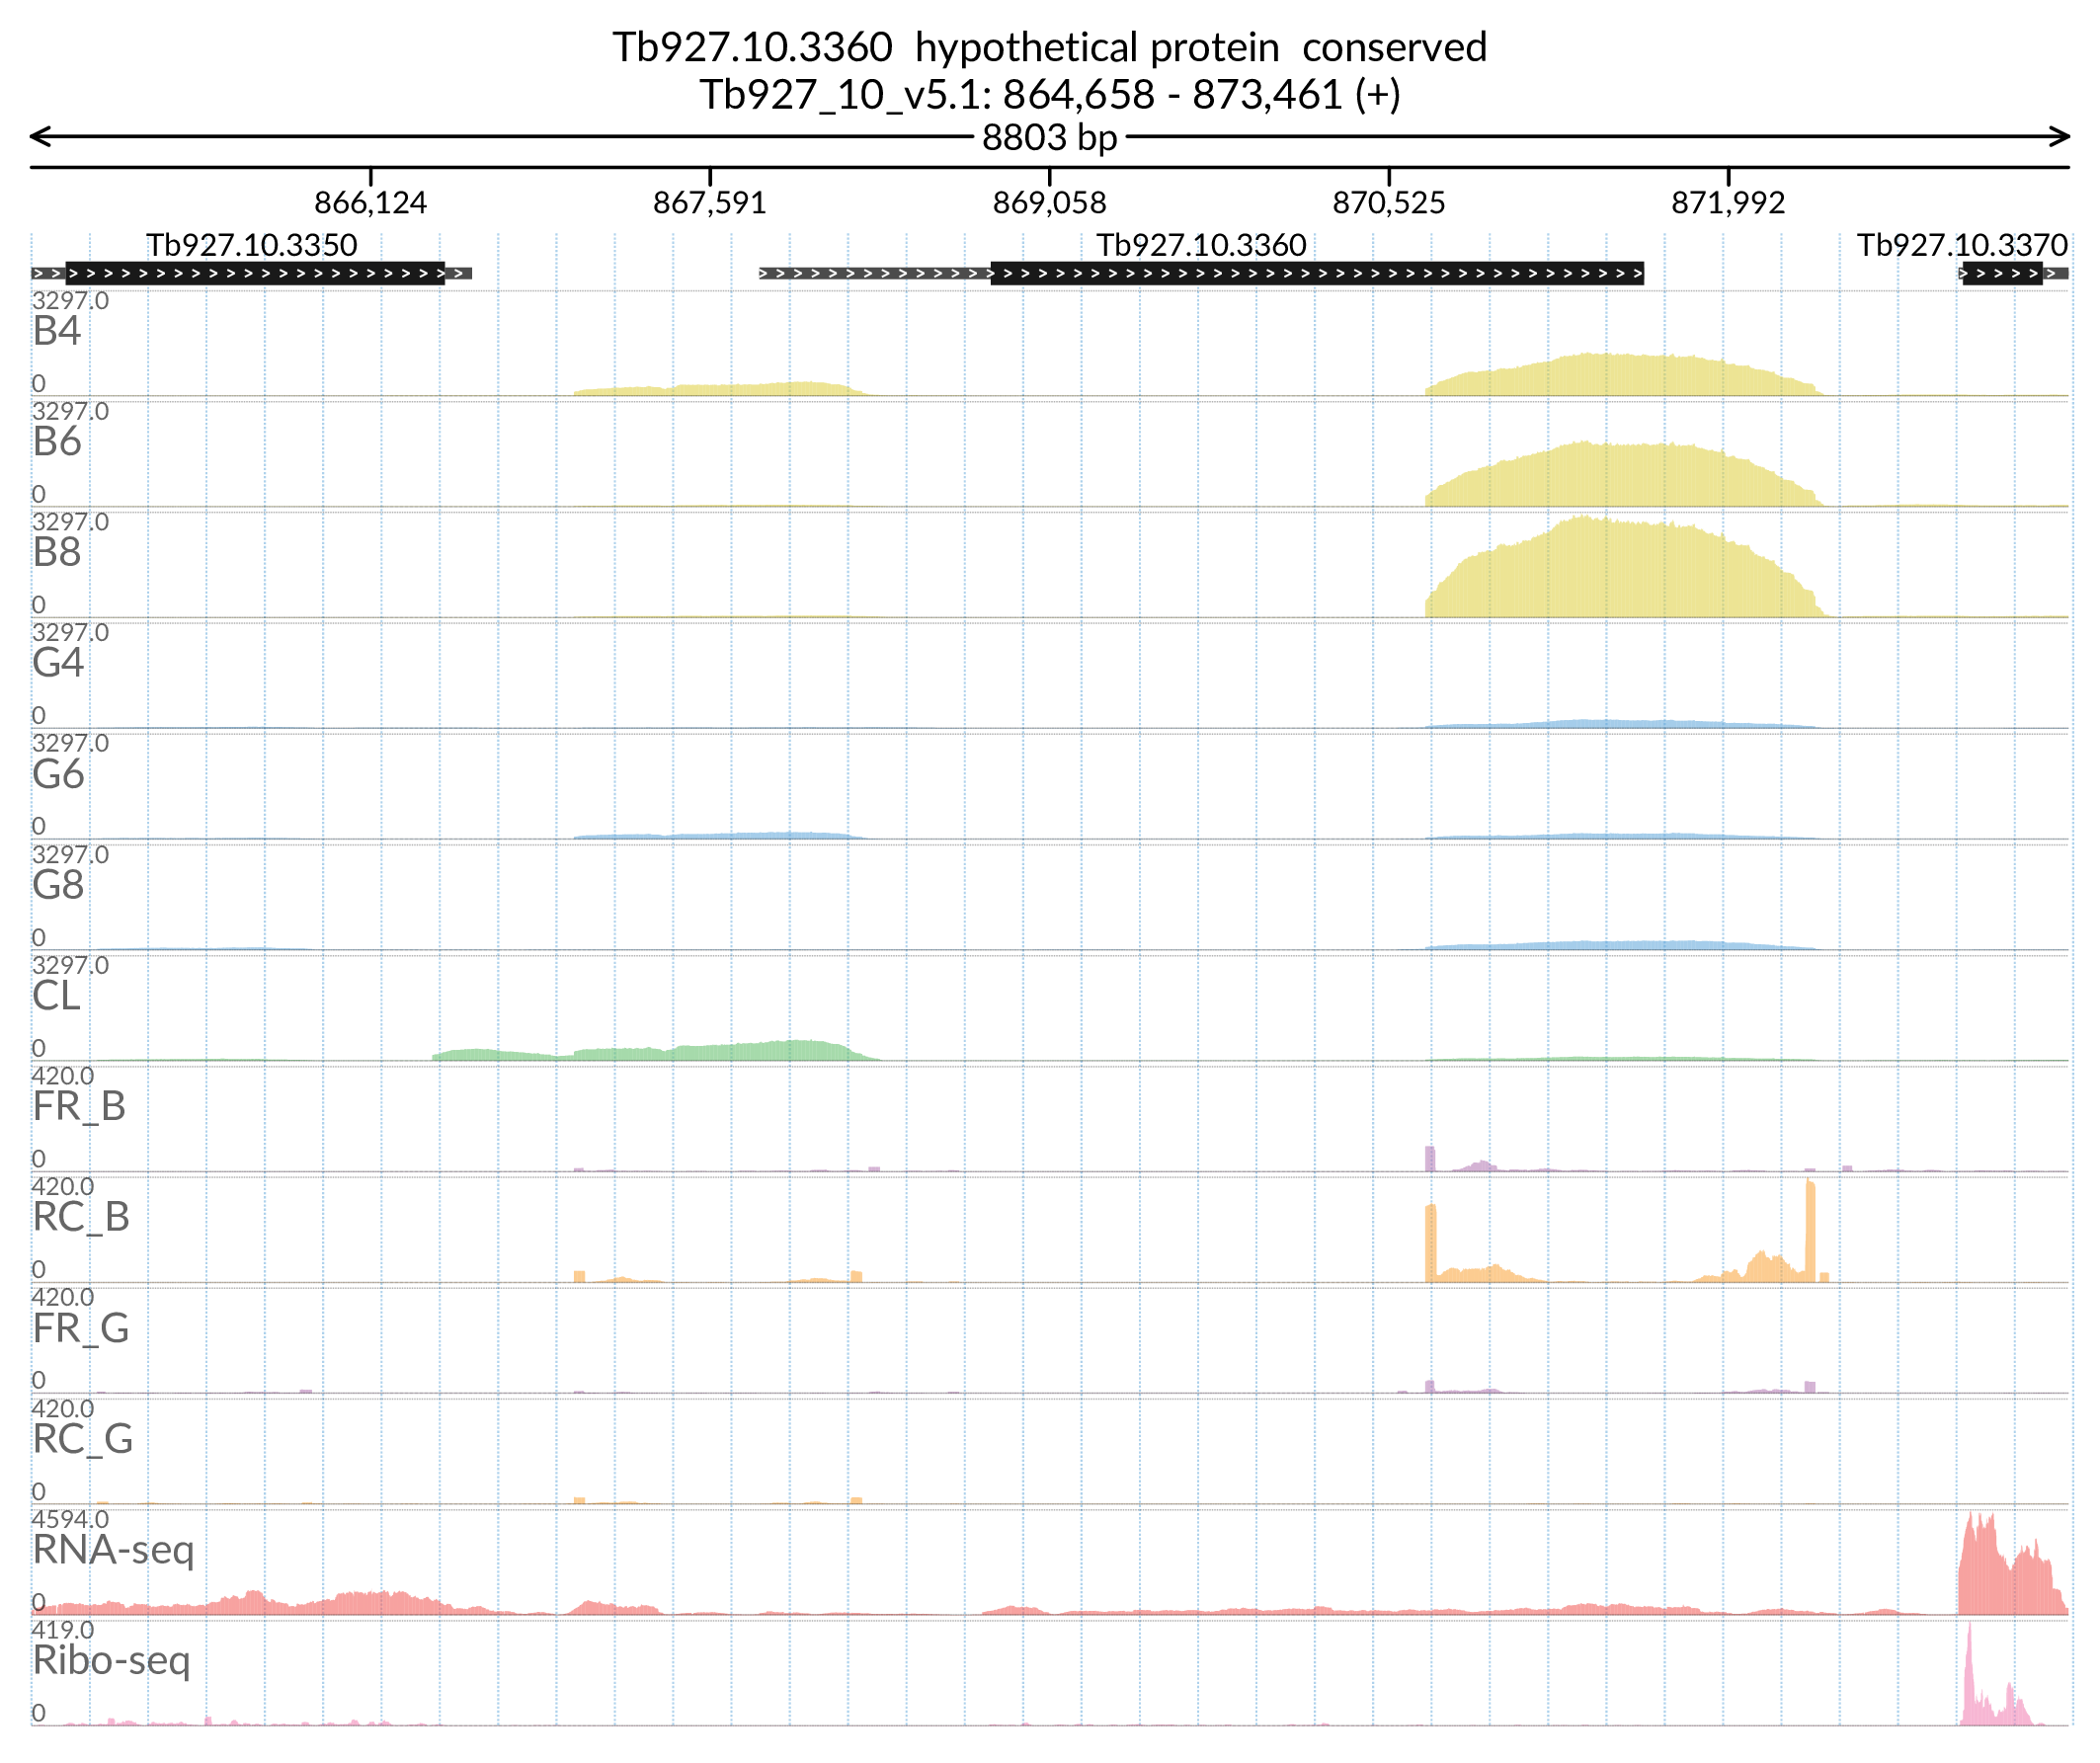 Tb927.10.3360  hypothetical protein  conserved
Tb927_10_v5.1: 864,658 - 873,461 (+)
8803 bp
866,124 867,591 869,058 870,525 871,992
Tb927.10.3350 Tb927.10.3360 Tb927.10.3370
3297.0
B4
0
3297.0
B6
0
3297.0
B8
0
3297.0
G4
0
3297.0
G6
0
3297.0
G8
0
3297.0
CL
0
420.0
FR_B
0
420.0
RC_B
0
420.0
FR_G
0
420.0
RC_G
0
4594.0
RNA-seq
0
419.0
Ribo-seq
0